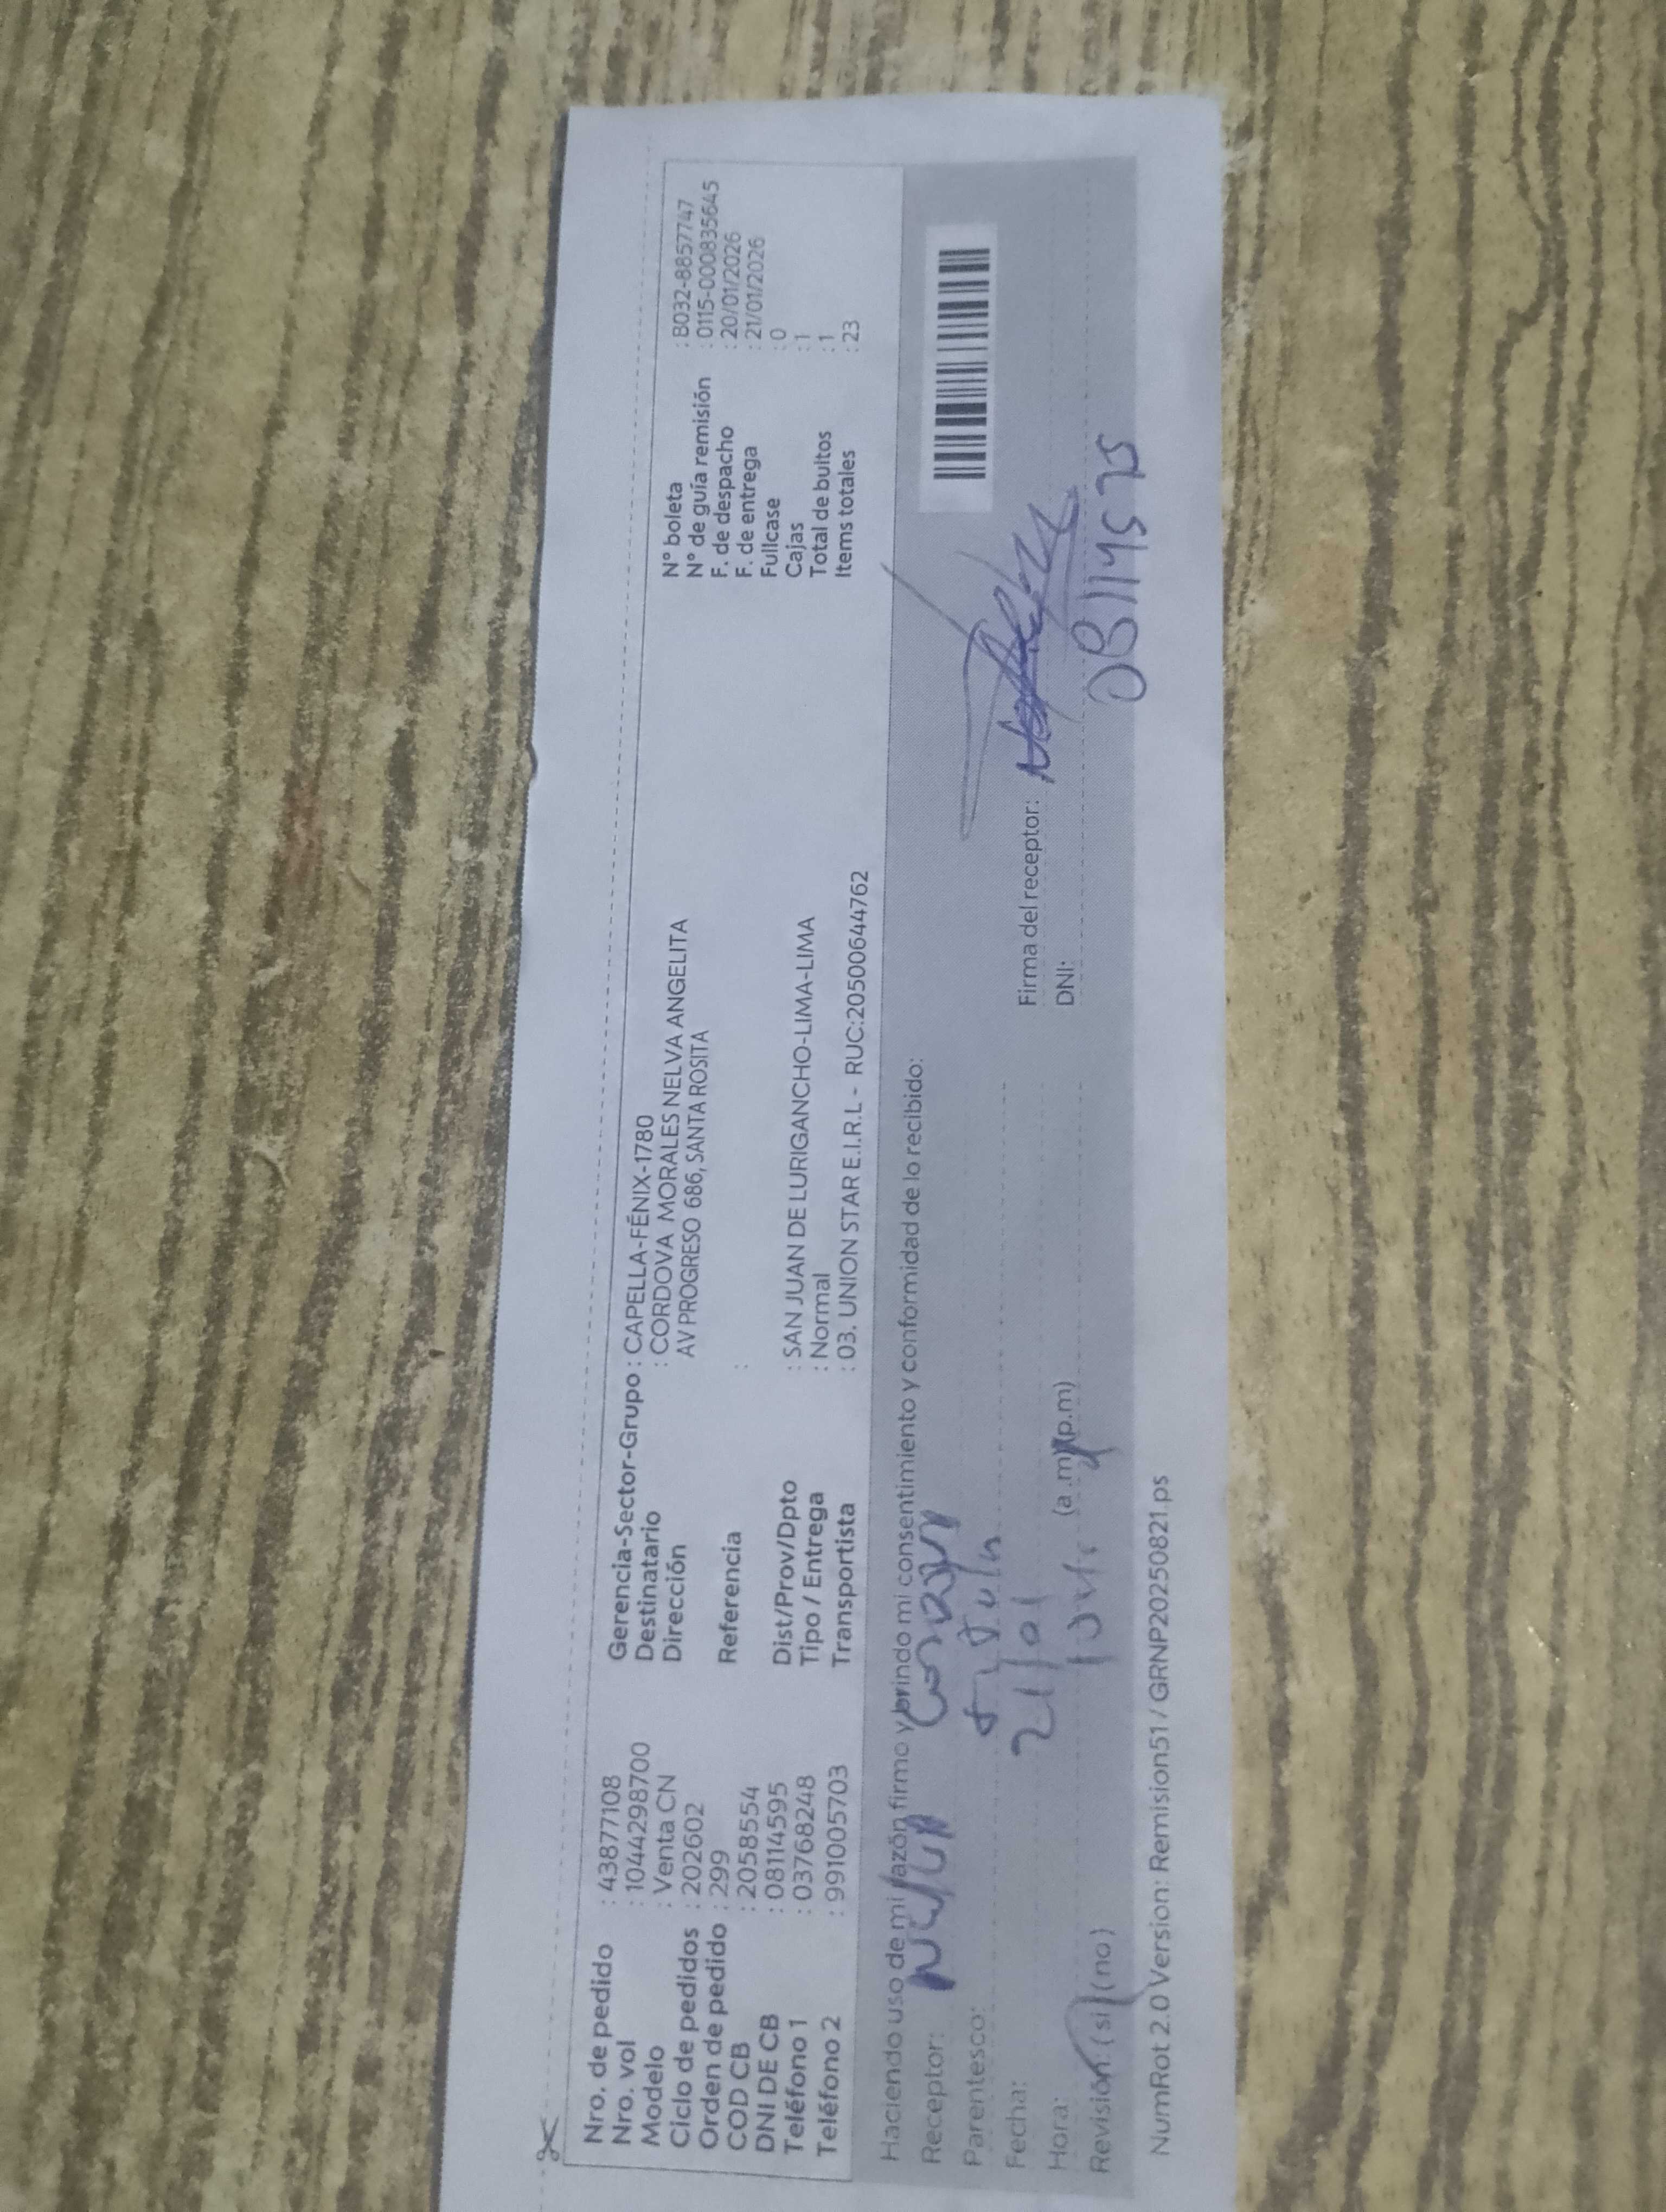 Nro. de pedido : 43877108
Nro. vol : 10442298700
Modelo : Venta CN
Ciclo de pedidos : 202602
Orden de pedido : 299
COD CB : 2058554
DNI DE CB : 08114595
Teléfono 1 : 03768248
Teléfono 2 : 991005703
Gerencia-Sector-Grupo : CAPELLA-FÉNIX-1780
Destinatario : CORDOVA MORALES NELVA ANGELITA
Dirección AV PROGRESO 686, SANTA ROSITA
Referencia :
Dist/Prov/Dpto : SAN JUAN DE LURIGANCHO-LIMA-LIMA
Tipo / Entrega : Normal
Transportista : 03. UNION STAR E.I.R.L - RUC:20500644762
N° boleta : B032-8857747
N° de guía remisión : 0115-0000835645
F. de despacho : 20/01/2026
F. de entrega : 21/01/2026
Fullcase : 0
Cajas : 1
Total de bultos : 1
Items totales : 23
Haciendo uso de mi razón firmo y brindo mi consentimiento y conformidad de lo recibido:
Receptor:
Parentesco:
Fecha: 21/01
Hora: (a.m)(p.m)
Revisión: (si) (no)
Firma del receptor:
DNI: 08114595
NumRot 2.0 Version: Remision51 / GRNP20250821.ps